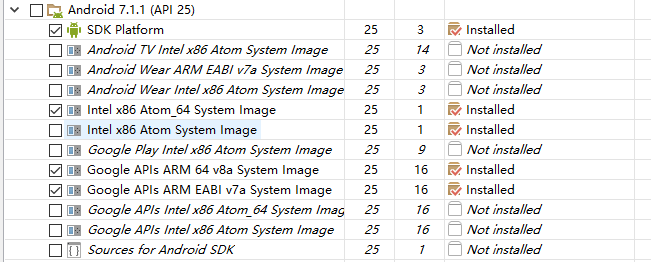 Android 7.1.1 (API 25)
SDK Platform 25 3 Installed
Android TV Intel x86 Atom System Image 25 14 Not installed
Android Wear ARM EABI v7a System Image 25 3 Not installed
Android Wear Intel x86 Atom System Image 25 3 Not installed
Intel x86 Atom_64 System Image 25 1 Installed
Intel x86 Atom System Image 25 1 Installed
Google Play Intel x86 Atom System Image 25 9 Not installed
Google APIs ARM 64 v8a System Image 25 16 Installed
Google APIs ARM EABI v7a System Image 25 16 Installed
Google APIs Intel x86 Atom_64 System Imag 25 16 Not installed
Google APIs Intel x86 Atom System Image 25 16 Not installed
Sources for Android SDK 25 1 Not installed